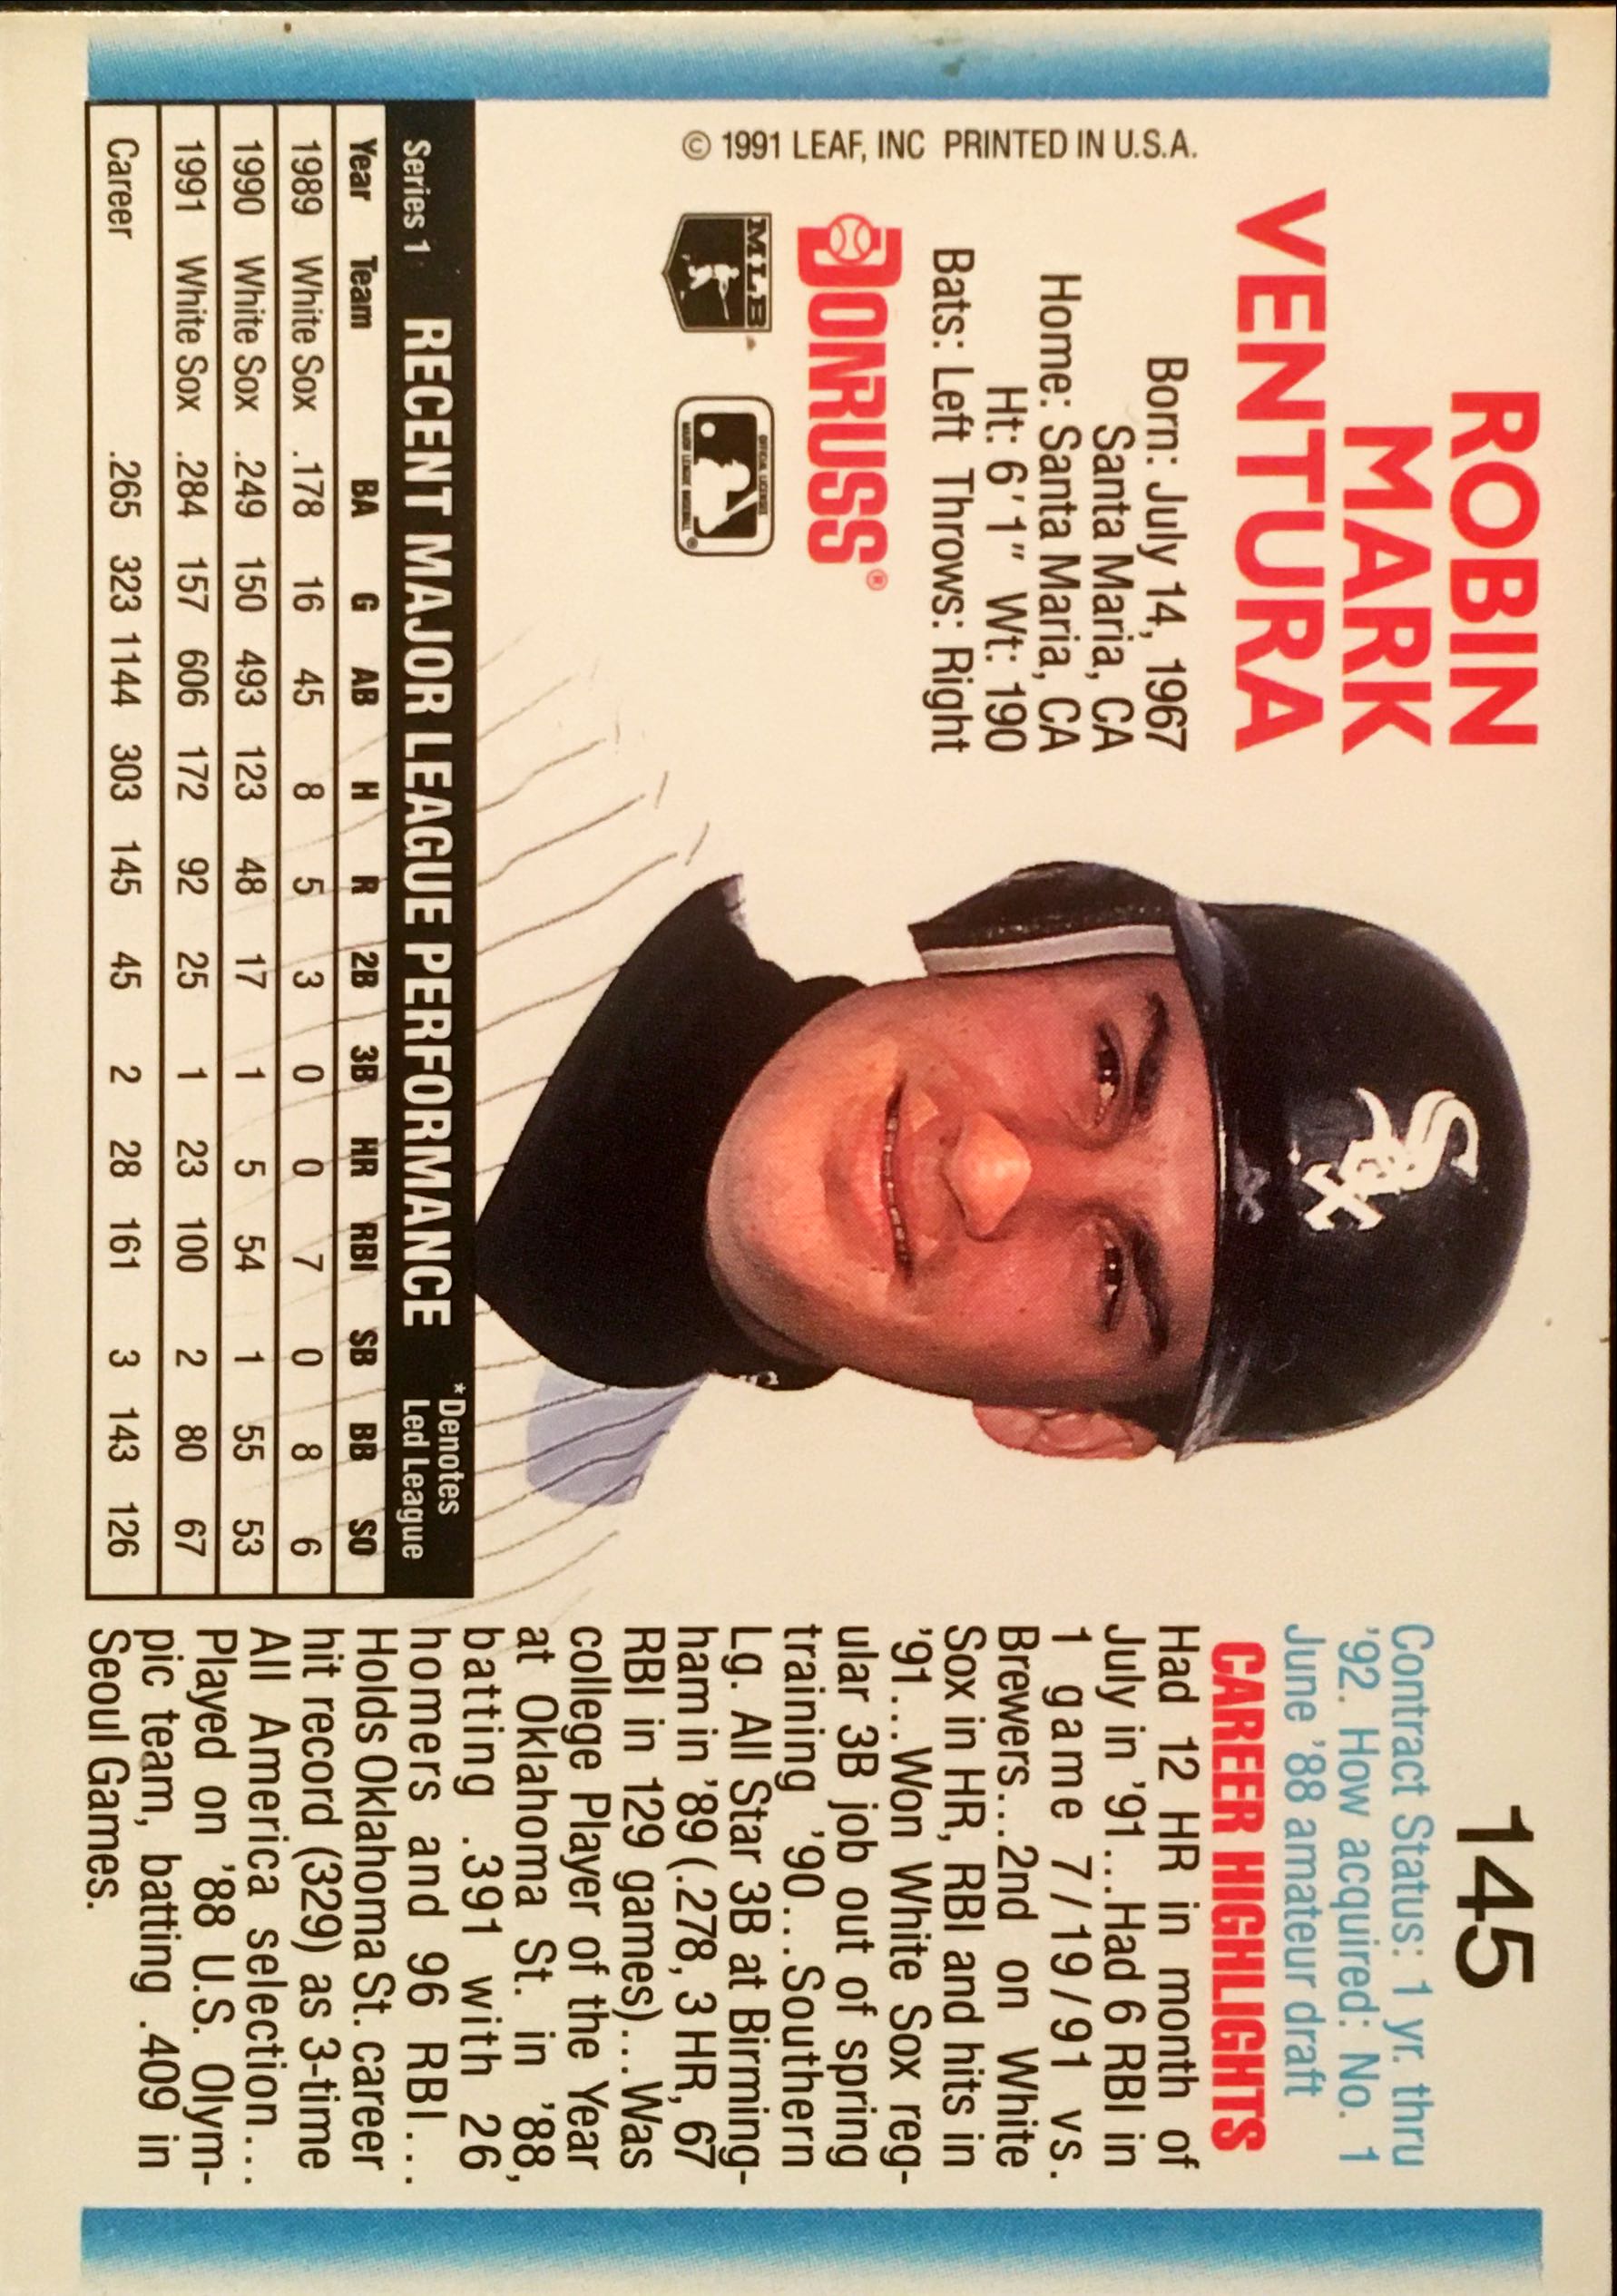 145
ROBIN
MARK
VENTURA
Born: July 14, 1967
Santa Maria, CA
Home: Santa Maria, CA
Ht: 6' 1" Wt: 190
Bats: Left Throws: Right
DONRUSS®
© 1991 LEAF, INC PRINTED IN U.S.A.
MLB
OFFICIAL LICENSEE
MAJOR LEAGUE BASEBALL
®
Sox
Contract Status: 1 yr. thru
'92. How acquired: No. 1
June '88 amateur draft
CAREER HIGHLIGHTS
Had 12 HR in month of
July in '91...Had 6 RBI in
1 game 7/19/91 vs.
Brewers...2nd on White
Sox in HR, RBI and hits in
'91...Won White Sox reg-
ular 3B job out of spring
training '90...Southern
Lg. All Star 3B at Birming-
ham in '89 (.278, 3 HR, 67
RBI in 129 games)...Was
college Player of the Year
at Oklahoma St. in '88,
batting .391 with 26
homers and 96 RBI...
Holds Oklahoma St. career
hit record (329) as 3-time
All America selection...
Played on '88 U.S. Olym-
pic team, batting .409 in
Seoul Games.
Series 1 RECENT MAJOR LEAGUE PERFORMANCE *Denotes
Led League
Year Team BA G AB H R 2B 3B HR RBI SB BB SO
1989 White Sox .178 16 45 8 5 3 0 0 7 0 8 6
1990 White Sox .249 150 493 123 48 17 1 5 54 1 55 53
1991 White Sox .284 157 606 172 92 25 1 23 100 2 80 67
Career .265 323 1144 303 145 45 2 28 161 3 143 126